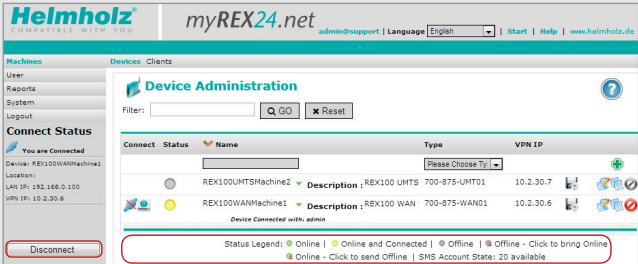 Helmholz®
COMPATIBLE WITH YOU
myREX24.net
admin@support | Language English | Start | Help | www.helmholz.de
Machines
Devices Clients
User
Reports
System
Logout
Connect Status
You are Connected
Device: REX100WANMachine1
Location:
LAN IP: 192.168.0.100
VPN IP: 10.2.30.6
Disconnect
Device Administration
?
Filter: GO Reset
Connect Status Name Type VPN IP
Please Choose Ty
REX100UMTSMachine2 Description : REX100 UMTS 700-875-UMT01 10.2.30.7
REX100WANMachine1 Description : REX100 WAN 700-875-WAN01 10.2.30.6
Device Connected with: admin
Status Legend: Online | Online and Connected | Offline | Offline - Click to bring Online
Online - Click to send Offline | SMS Account State: 20 available